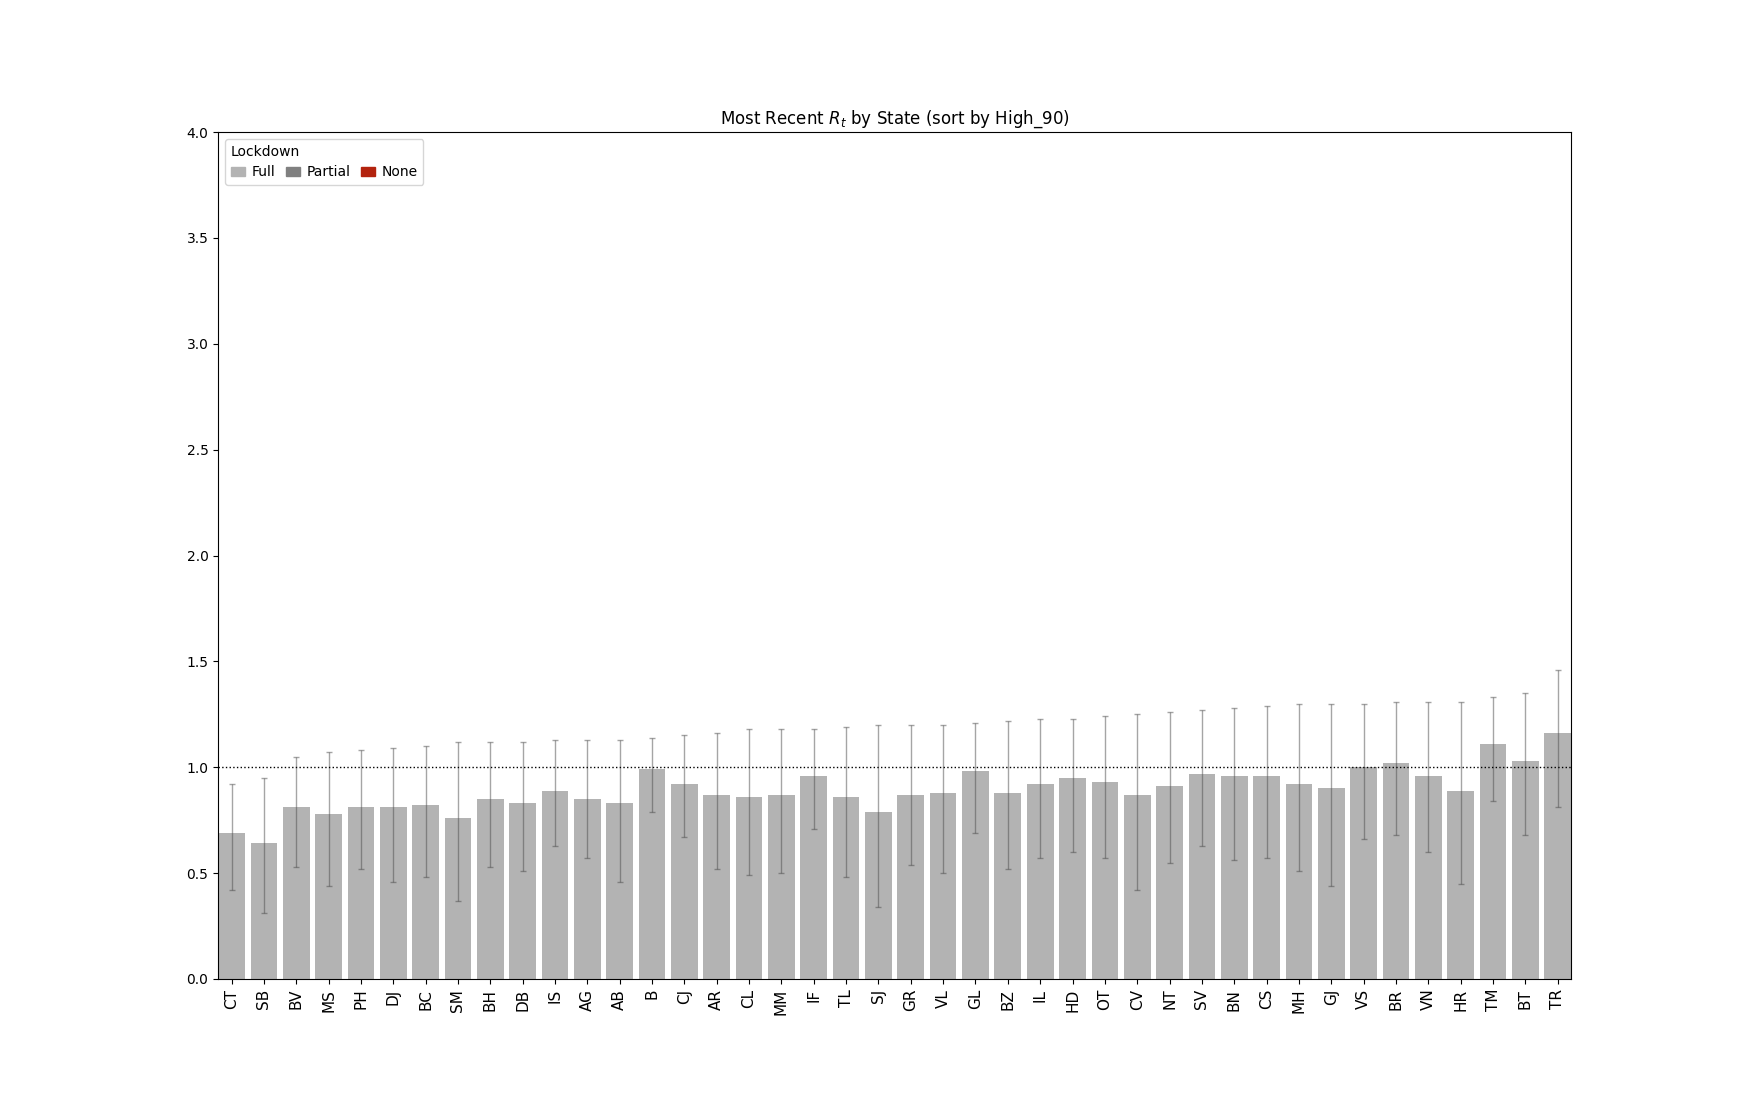 Most Recent R_t by State (sort by High_90)
Lockdown
Full Partial None
4.0
3.5
3.0
2.5
2.0
1.5
1.0
0.5
0.0
CT SB BV MS PH DJ BC SM BH DB IS AG AB B CJ AR CL MM IF TL SJ GR VL GL BZ IL HD OT CV NT SV BN CS MH GJ VS BR VN HR TM BT TR